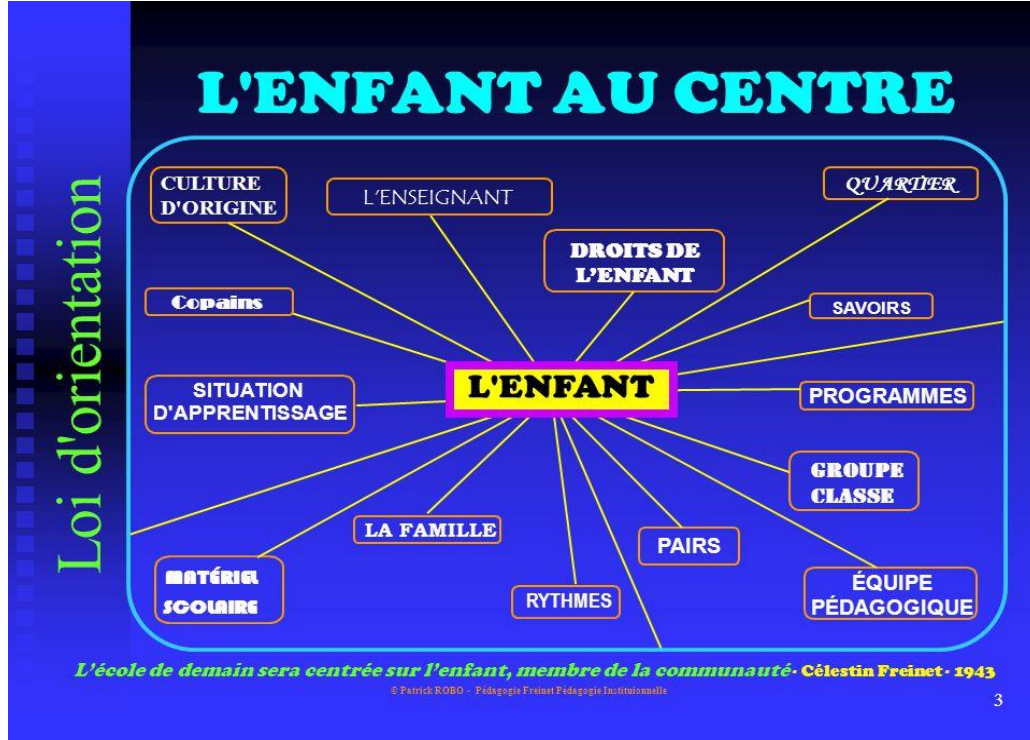 L'ENFANT AU CENTRE
Loi d'orientation
CULTURE
D'ORIGINE
L'ENSEIGNANT
QUARTIER
DROITS DE
L'ENFANT
Copains
SAVOIRS
L'ENFANT
SITUATION
D'APPRENTISSAGE
PROGRAMMES
GROUPE
CLASSE
LA FAMILLE
PAIRS
MATÉRIEL
SCOLAIRE
RYTHMES
ÉQUIPE
PÉDAGOGIQUE
L'école de demain sera centrée sur l'enfant, membre de la communauté - Célestin Freinet - 1943
© Patrick ROBO - Pédagogie Freinet Pédagogie Instituionnelle
3